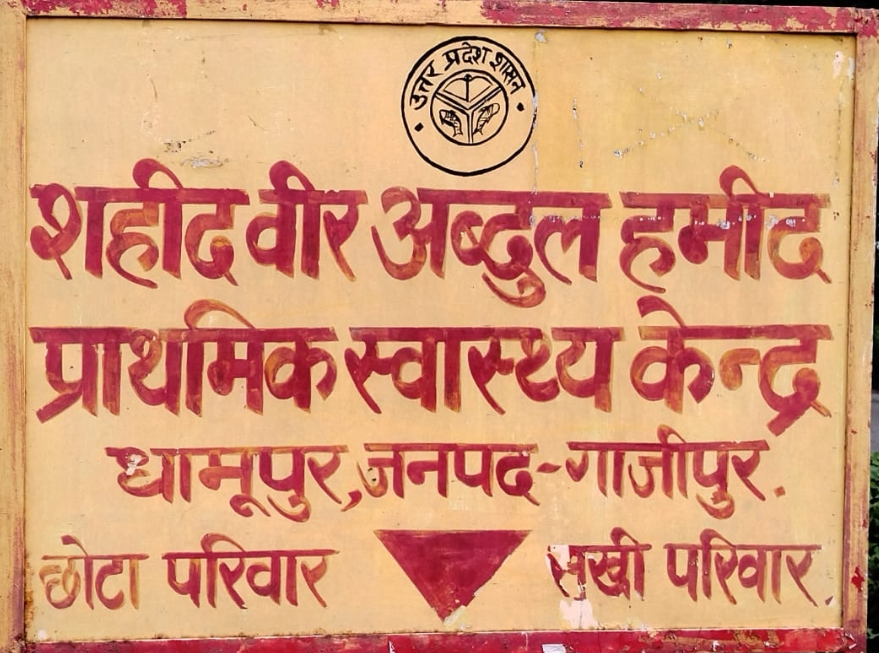 उत्तर प्रदेश शासन
शहीद वीर अब्दुल हमीद
प्राथमिक स्वास्थ्य केन्द्र
धामूपुर, जनपद-गाजीपुर.
छोटा परिवार सुखी परिवार.